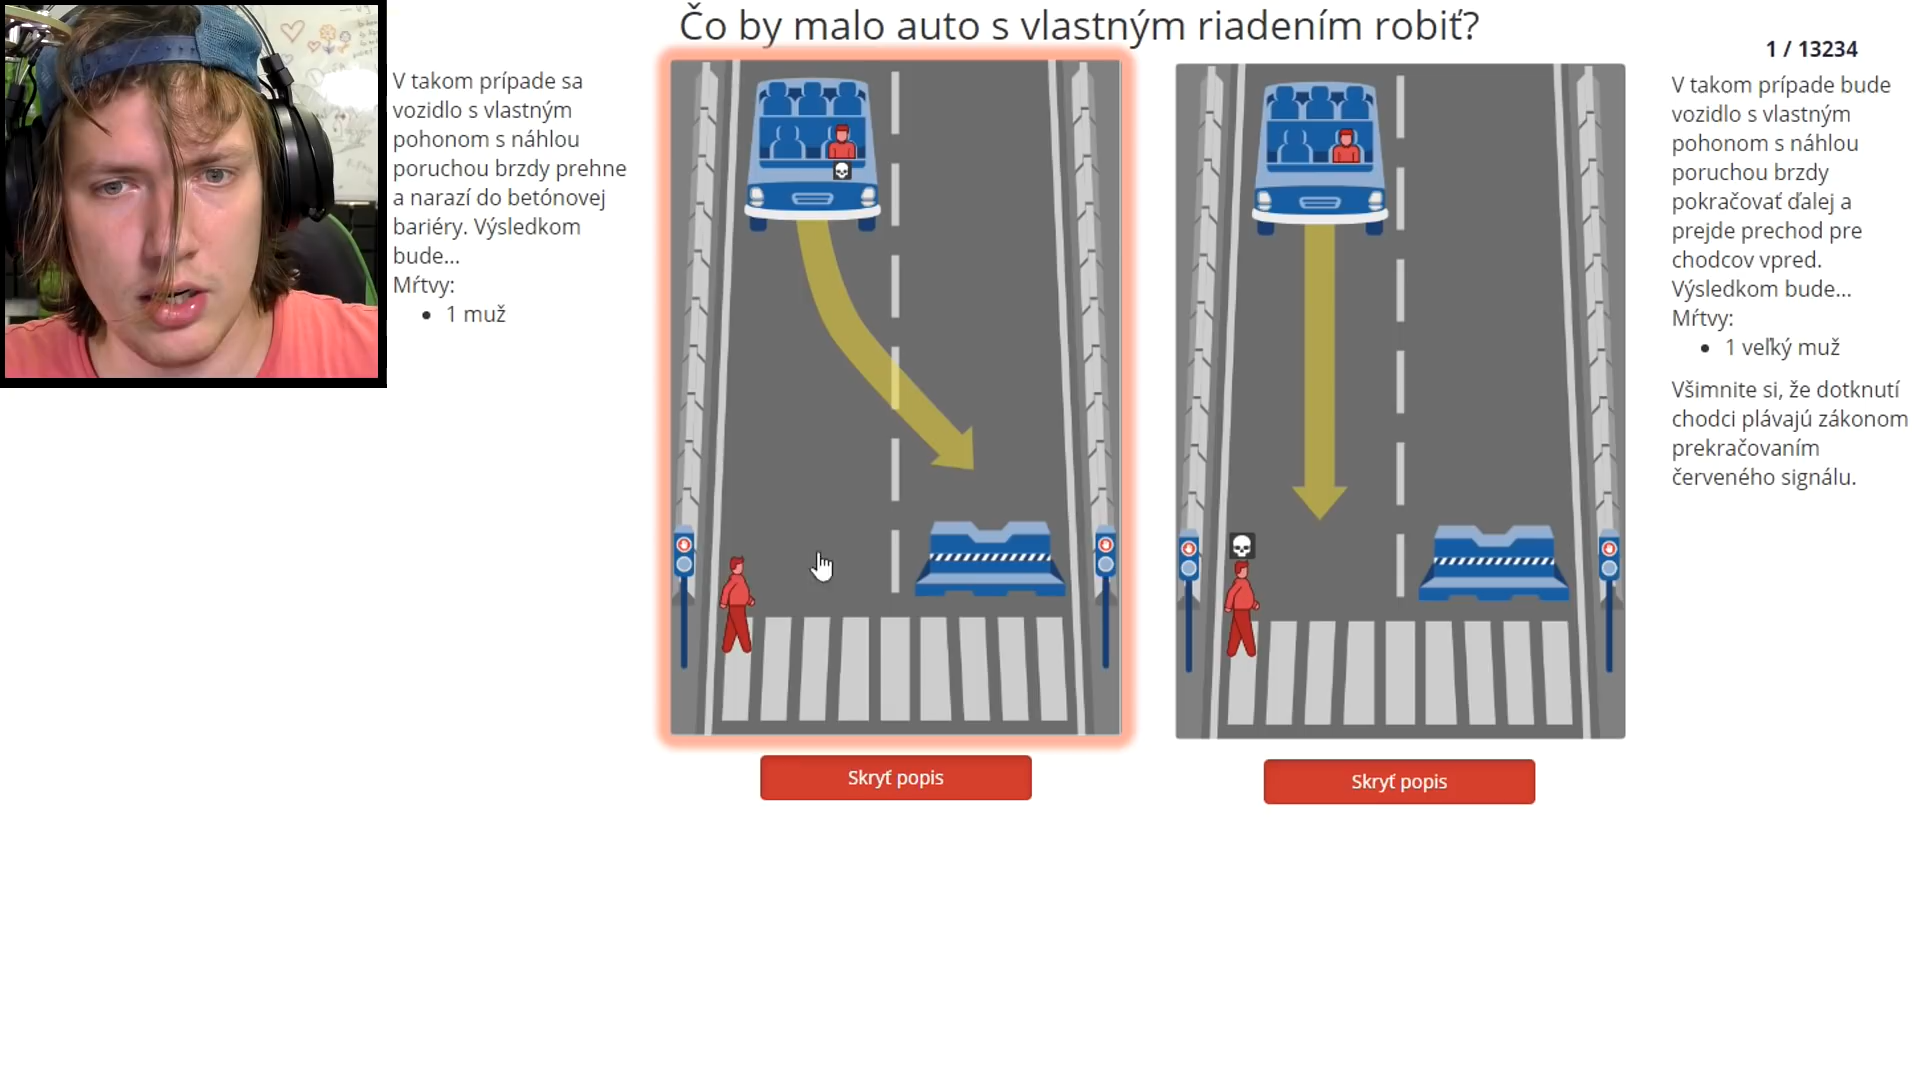 Čo by malo auto s vlastným riadením robiť?
1 / 13234
V takom prípade sa
vozidlo s vlastným
pohonom s náhlou
poruchou brzdy prehne
a narazí do betónovej
bariéry. Výsledkom
bude...
Mŕtvy:
• 1 muž
V takom prípade bude
vozidlo s vlastným
pohonom s náhlou
poruchou brzdy
pokračovať ďalej a
prejde prechod pre
chodcov vpred.
Výsledkom bude...
Mŕtvy:
• 1 veľký muž
Všimnite si, že dotknutí
chodci plávajú zákonom
prekračovaním
červeného signálu.
Skryť popis
Skryť popis